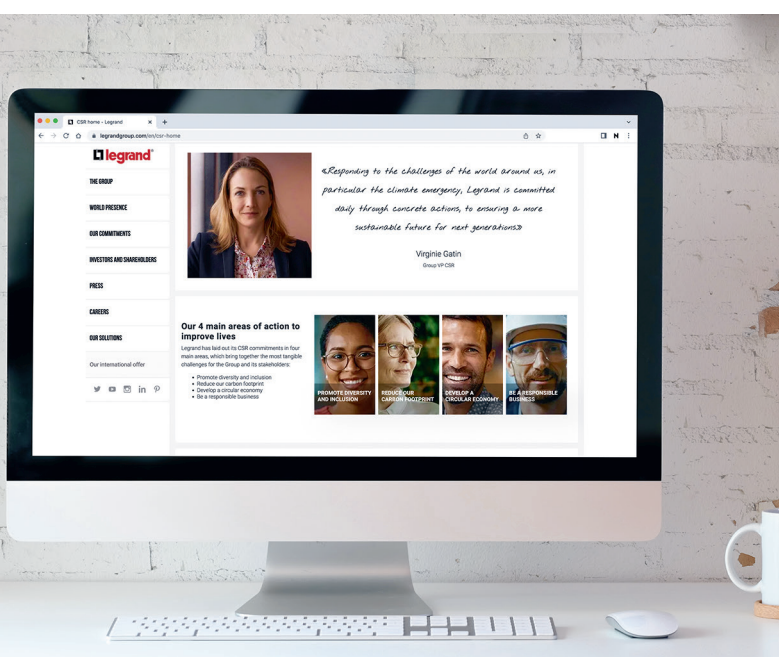 CSR home - Legrand
legrandgroup.com/en/csr-home
legrand®
THE GROUP
WORLD PRESENCE
OUR COMMITMENTS
INVESTORS AND SHAREHOLDERS
PRESS
CAREERS
OUR SOLUTIONS
Our international offer
«Responding to the challenges of the world around us, in
particular the climate emergency, Legrand is committed
daily through concrete actions, to ensuring a more
sustainable future for next generations»
Virginie Gatin
Group VP CSR
Our 4 main areas of action to
improve lives
Legrand has laid out its CSR commitments in four
main areas, which bring together the most tangible
challenges for the Group and its stakeholders:
• Promote diversity and inclusion
• Reduce our carbon footprint
• Develop a circular economy
• Be a responsible business
PROMOTE DIVERSITY
AND INCLUSION
REDUCE OUR
CARBON FOOTPRINT
DEVELOP A
CIRCULAR ECONOMY
BE A RESPONSIBLE
BUSINESS